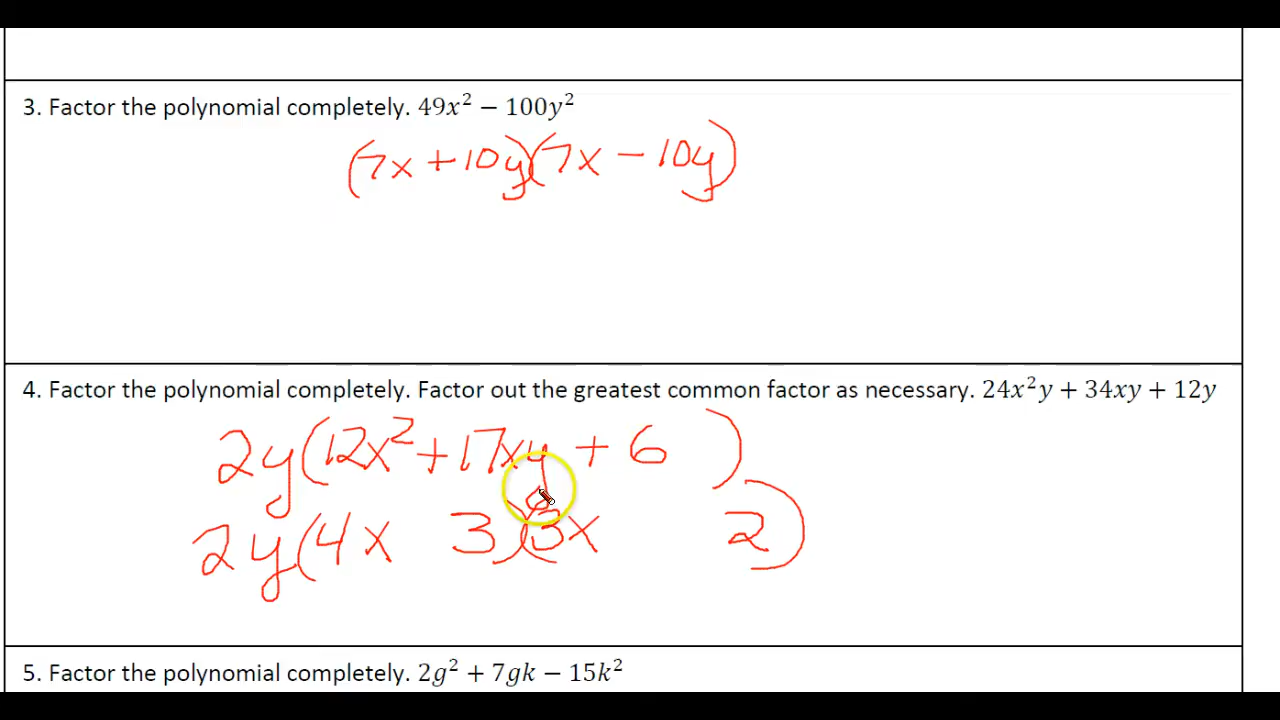 3. Factor the polynomial completely. 49x² − 100y²
(7x + 10y)(7x − 10y)
4. Factor the polynomial completely. Factor out the greatest common factor as necessary. 24x²y + 34xy + 12y
2y(12x² + 17xy + 6 )
2y(4x 3)(3x 2)
5. Factor the polynomial completely. 2g² + 7gk − 15k²